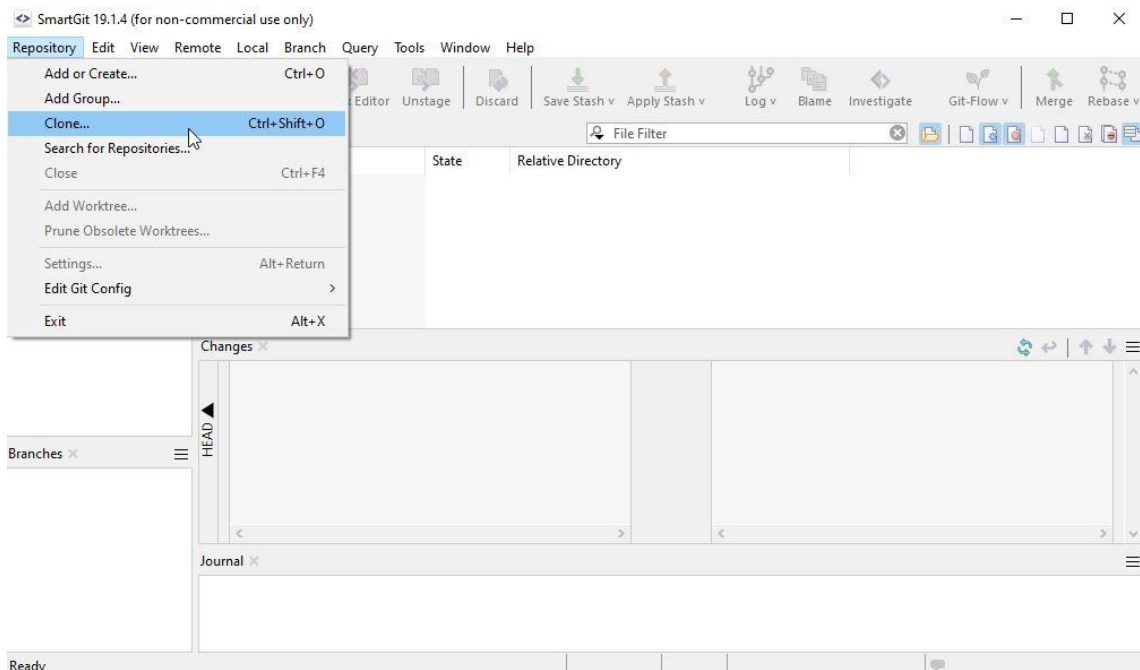 SmartGit 19.1.4 (for non-commercial use only)
Repository Edit View Remote Local Branch Query Tools Window Help
Add or Create... Ctrl+O
Add Group...
Clone... Ctrl+Shift+O
Search for Repositories...
Close Ctrl+F4
Add Worktree...
Prune Obsolete Worktrees...
Settings... Alt+Return
Edit Git Config
Exit Alt+X
Editor Unstage Discard Save Stash Apply Stash Log Blame Investigate Git-Flow Merge Rebase
File Filter
State Relative Directory
Changes
HEAD
Branches
Journal
Ready